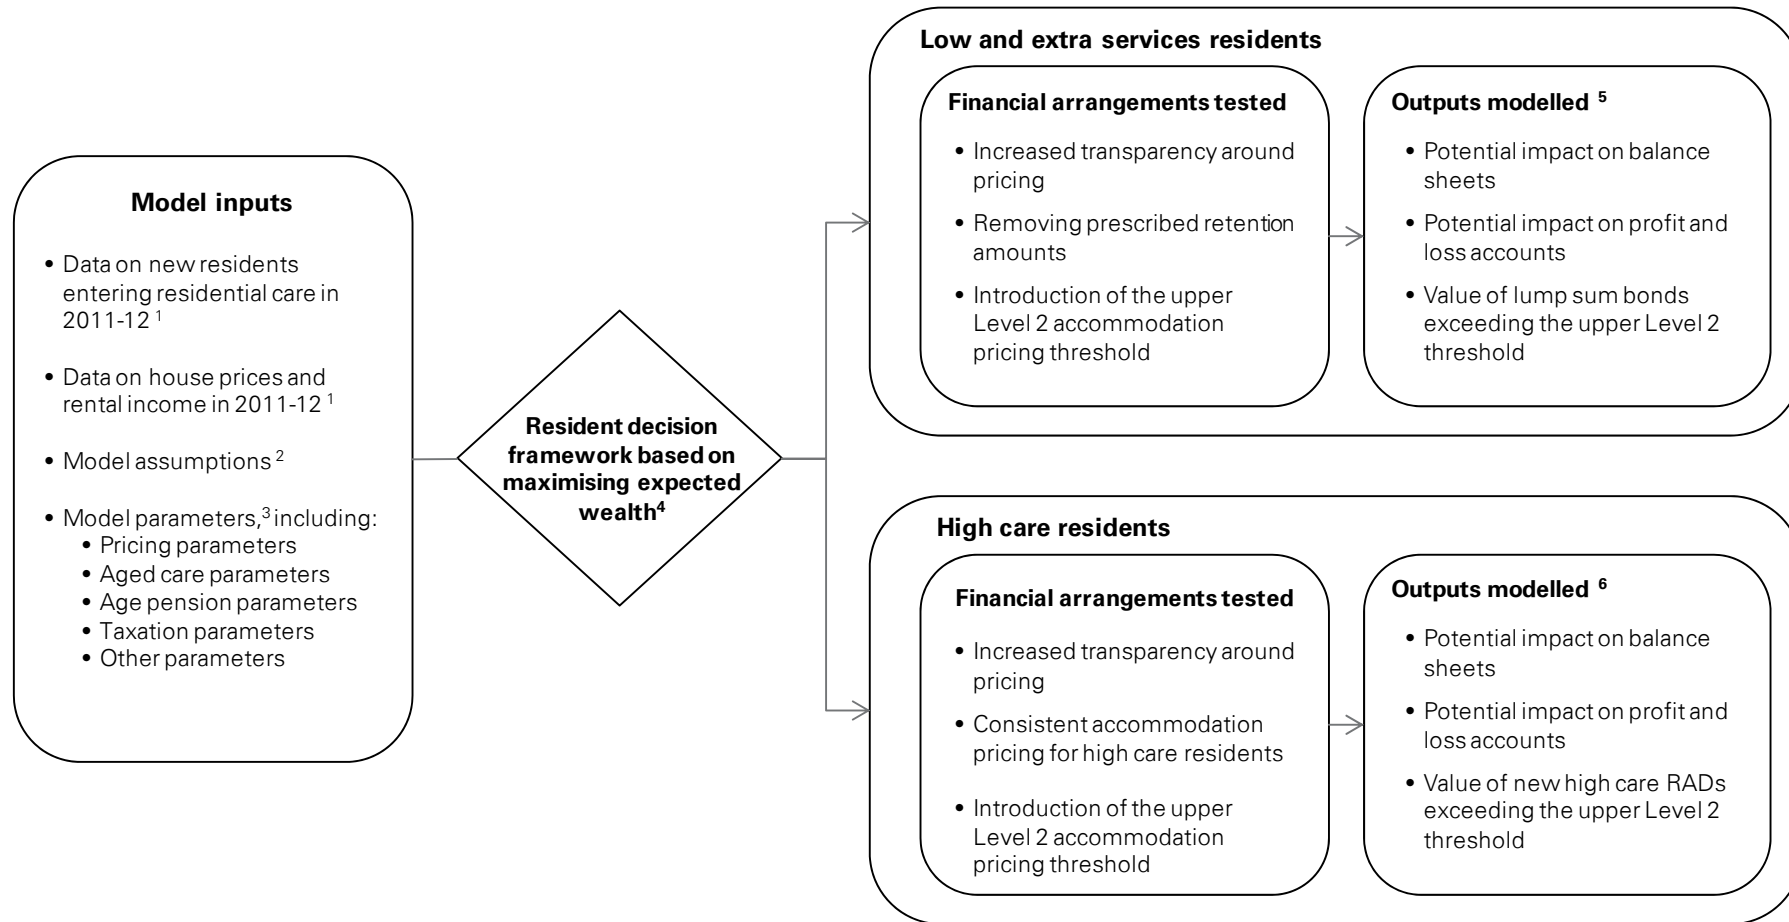 Model inputs
• Data on new residents
entering residential care in
2011-12 1
• Data on house prices and
rental income in 2011-12 1
• Model assumptions 2
• Model parameters,3 including:
• Pricing parameters
• Aged care parameters
• Age pension parameters
• Taxation parameters
• Other parameters
Resident decision
framework based on
maximising expected
wealth4
Low and extra services residents
Financial arrangements tested
• Increased transparency around
pricing
• Removing prescribed retention
amounts
• Introduction of the upper
Level 2 accommodation
pricing threshold
Outputs modelled 5
• Potential impact on balance
sheets
• Potential impact on profit and
loss accounts
• Value of lump sum bonds
exceeding the upper Level 2
threshold
High care residents
Financial arrangements tested
• Increased transparency around
pricing
• Consistent accommodation
pricing for high care residents
• Introduction of the upper
Level 2 accommodation
pricing threshold
Outputs modelled 6
• Potential impact on balance
sheets
• Potential impact on profit and
loss accounts
• Value of new high care RADs
exceeding the upper Level 2
threshold